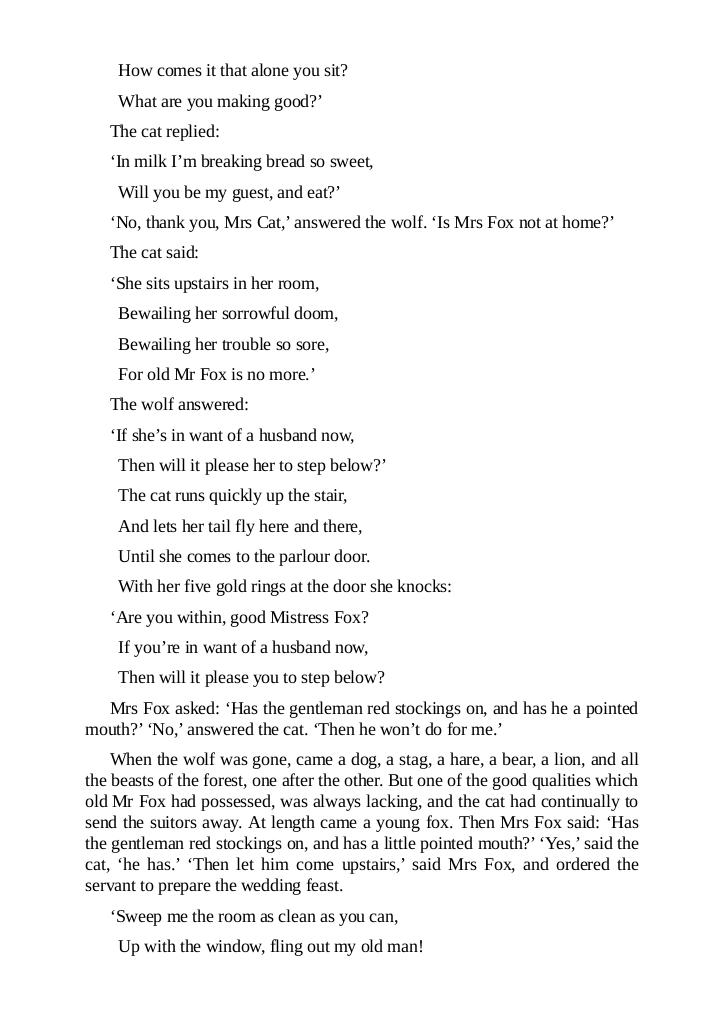 How comes it that alone you sit?
What are you making good?’
The cat replied:
‘In milk I’m breaking bread so sweet,
Will you be my guest, and eat?’
‘No, thank you, Mrs Cat,’ answered the wolf. ‘Is Mrs Fox not at home?’
The cat said:
‘She sits upstairs in her room,
Bewailing her sorrowful doom,
Bewailing her trouble so sore,
For old Mr Fox is no more.’
The wolf answered:
‘If she’s in want of a husband now,
Then will it please her to step below?’
The cat runs quickly up the stair,
And lets her tail fly here and there,
Until she comes to the parlour door.
With her five gold rings at the door she knocks:
‘Are you within, good Mistress Fox?
If you’re in want of a husband now,
Then will it please you to step below?
Mrs Fox asked: ‘Has the gentleman red stockings on, and has he a pointed
mouth?’ ‘No,’ answered the cat. ‘Then he won’t do for me.’
When the wolf was gone, came a dog, a stag, a hare, a bear, a lion, and all
the beasts of the forest, one after the other. But one of the good qualities which
old Mr Fox had possessed, was always lacking, and the cat had continually to
send the suitors away. At length came a young fox. Then Mrs Fox said: ‘Has
the gentleman red stockings on, and has a little pointed mouth?’ ‘Yes,’ said the
cat, ‘he has.’ ‘Then let him come upstairs,’ said Mrs Fox, and ordered the
servant to prepare the wedding feast.
‘Sweep me the room as clean as you can,
Up with the window, fling out my old man!